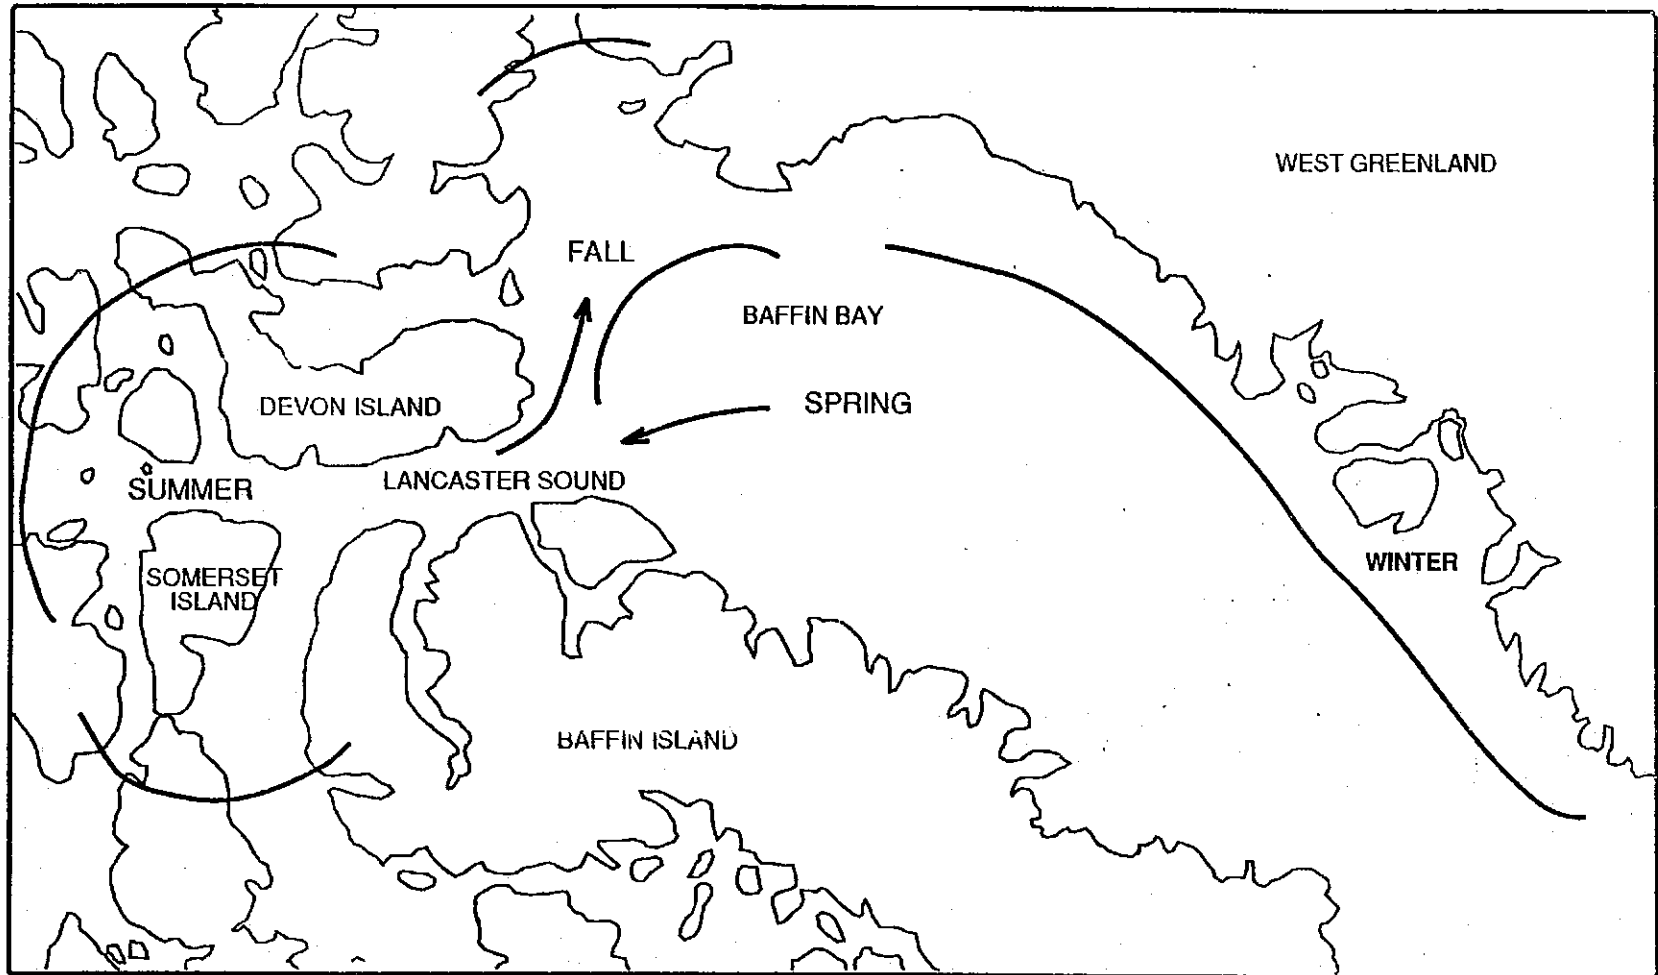 WEST GREENLAND
FALL
BAFFIN BAY
SPRING
DEVON ISLAND
LANCASTER SOUND
SUMMER
WINTER
SOMERSET
ISLAND
BAFFIN ISLAND